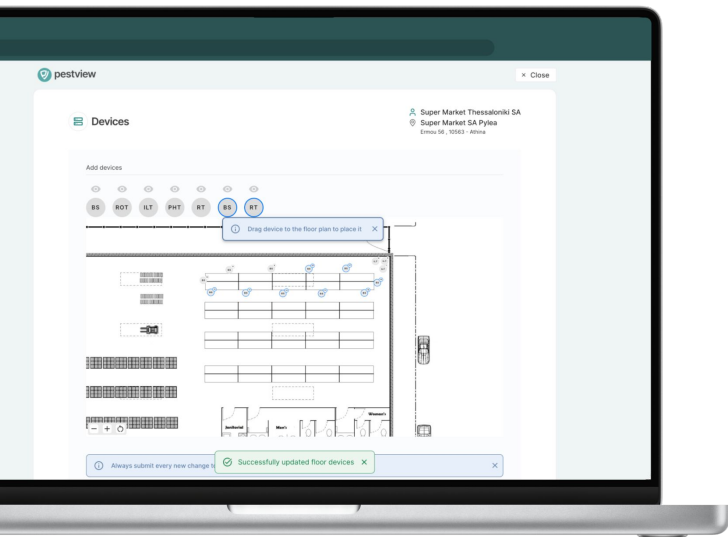 pestview
× Close
Devices
Super Market Thessaloniki SA
Super Market SA Pylea
Ermou 56 , 10563 - Athina
Add devices
BS ROT ILT PHT RT BS RT
Drag device to the floor plan to place it
Janitorial
Men's
Women's
Always submit every new change t
Successfully updated floor devices